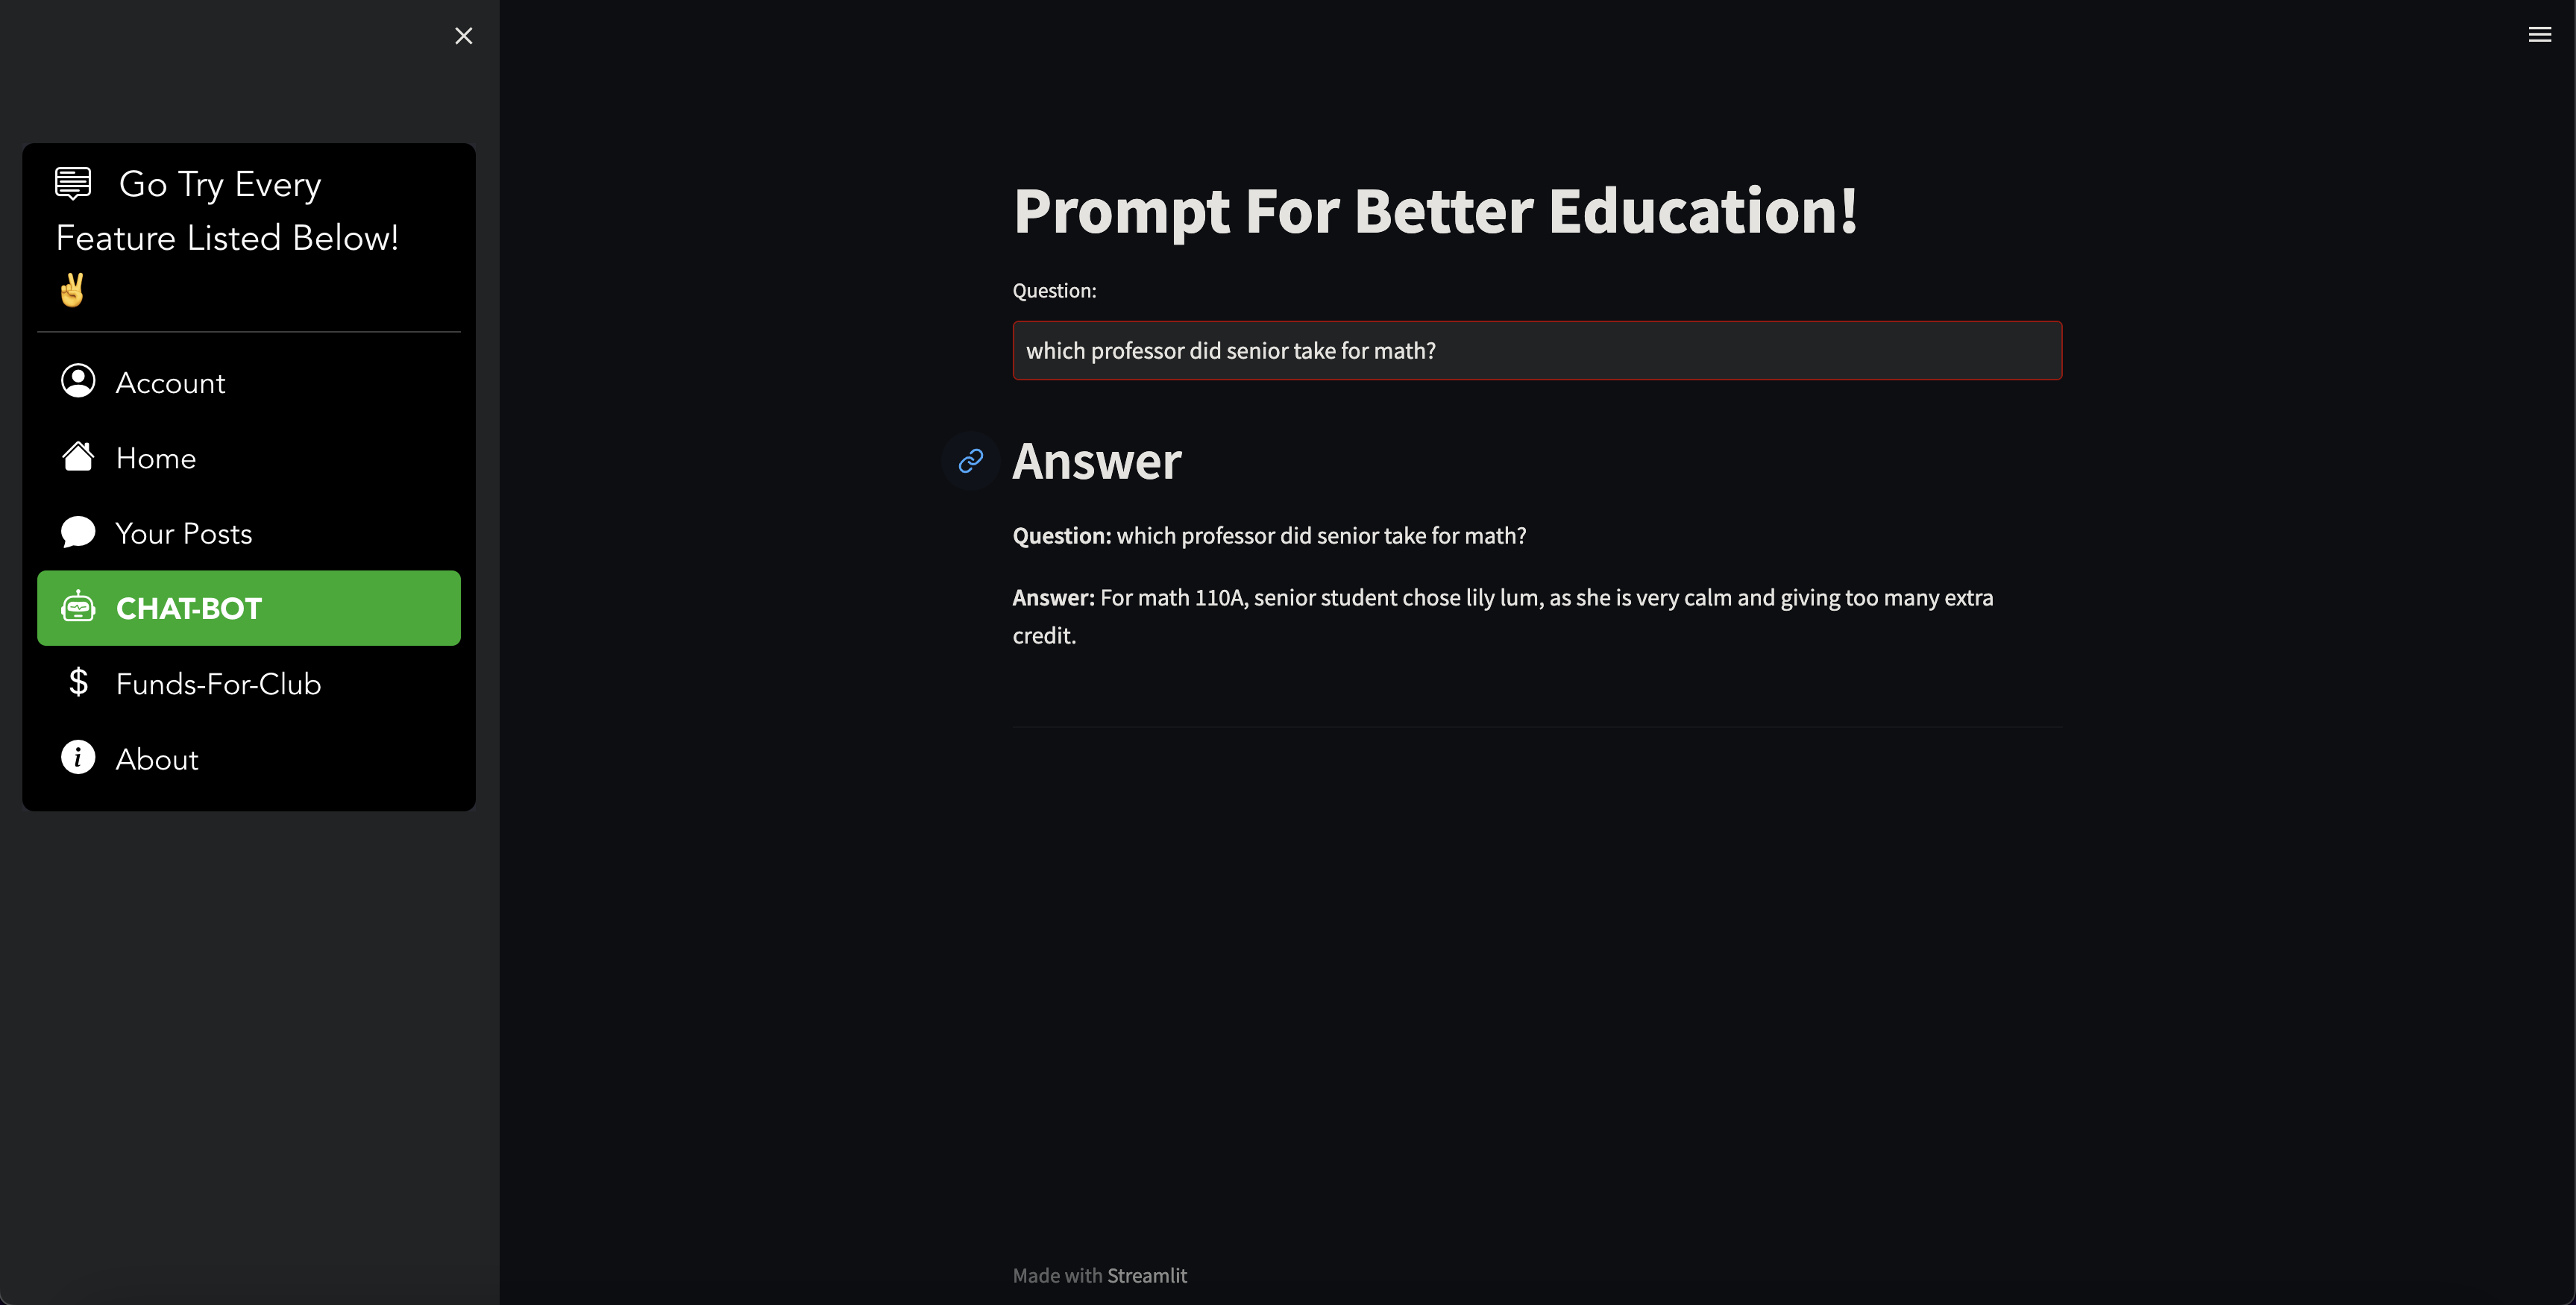 Go Try Every
Feature Listed Below!
✌️
Account
Home
Your Posts
CHAT-BOT
Funds-For-Club
About
Prompt For Better Education!
Question:
which professor did senior take for math?
Answer
Question: which professor did senior take for math?
Answer: For math 110A, senior student chose lily lum, as she is very calm and giving too many extra
credit.
Made with Streamlit